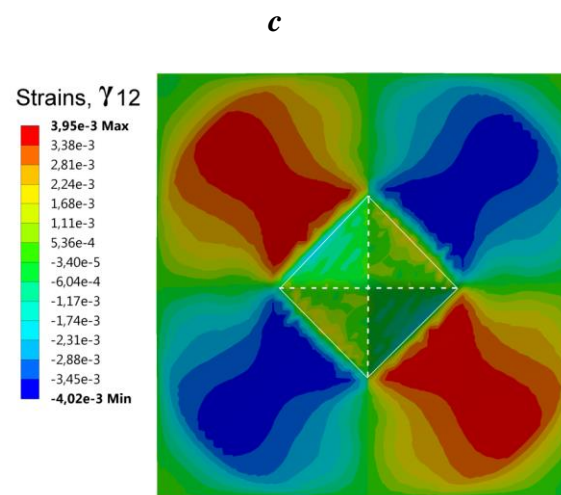 c
Strains, γ12
3,95e-3 Max
3,38e-3
2,81e-3
2,24e-3
1,68e-3
1,11e-3
5,36e-4
-3,40e-5
-6,04e-4
-1,17e-3
-1,74e-3
-2,31e-3
-2,88e-3
-3,45e-3
-4,02e-3 Min